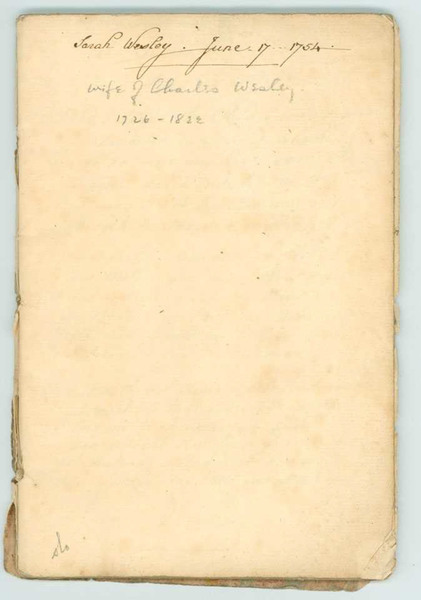 Sarah Wesley. June. 17. 1754.
wife of Charles Wesley.
1726 - 1822